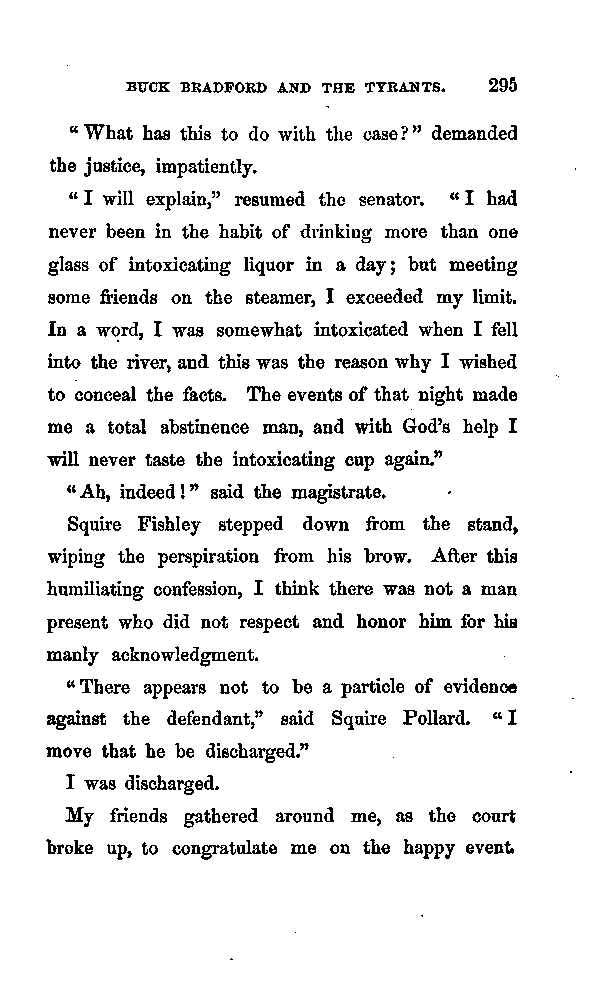 BUCK BRADFORD AND THE TYRANTS. 295
“What has this to do with the case?” demanded
the justice, impatiently.
“I will explain,” resumed the senator. “I had
never been in the habit of drinking more than one
glass of intoxicating liquor in a day; but meeting
some friends on the steamer, I exceeded my limit.
In a word, I was somewhat intoxicated when I fell
into the river, and this was the reason why I wished
to conceal the facts. The events of that night made
me a total abstinence man, and with God’s help I
will never taste the intoxicating cup again.”
“Ah, indeed!” said the magistrate.
Squire Fishley stepped down from the stand,
wiping the perspiration from his brow. After this
humiliating confession, I think there was not a man
present who did not respect and honor him for his
manly acknowledgment.
“There appears not to be a particle of evidence
against the defendant,” said Squire Pollard. “I
move that he be discharged.”
I was discharged.
My friends gathered around me, as the court
broke up, to congratulate me on the happy event.